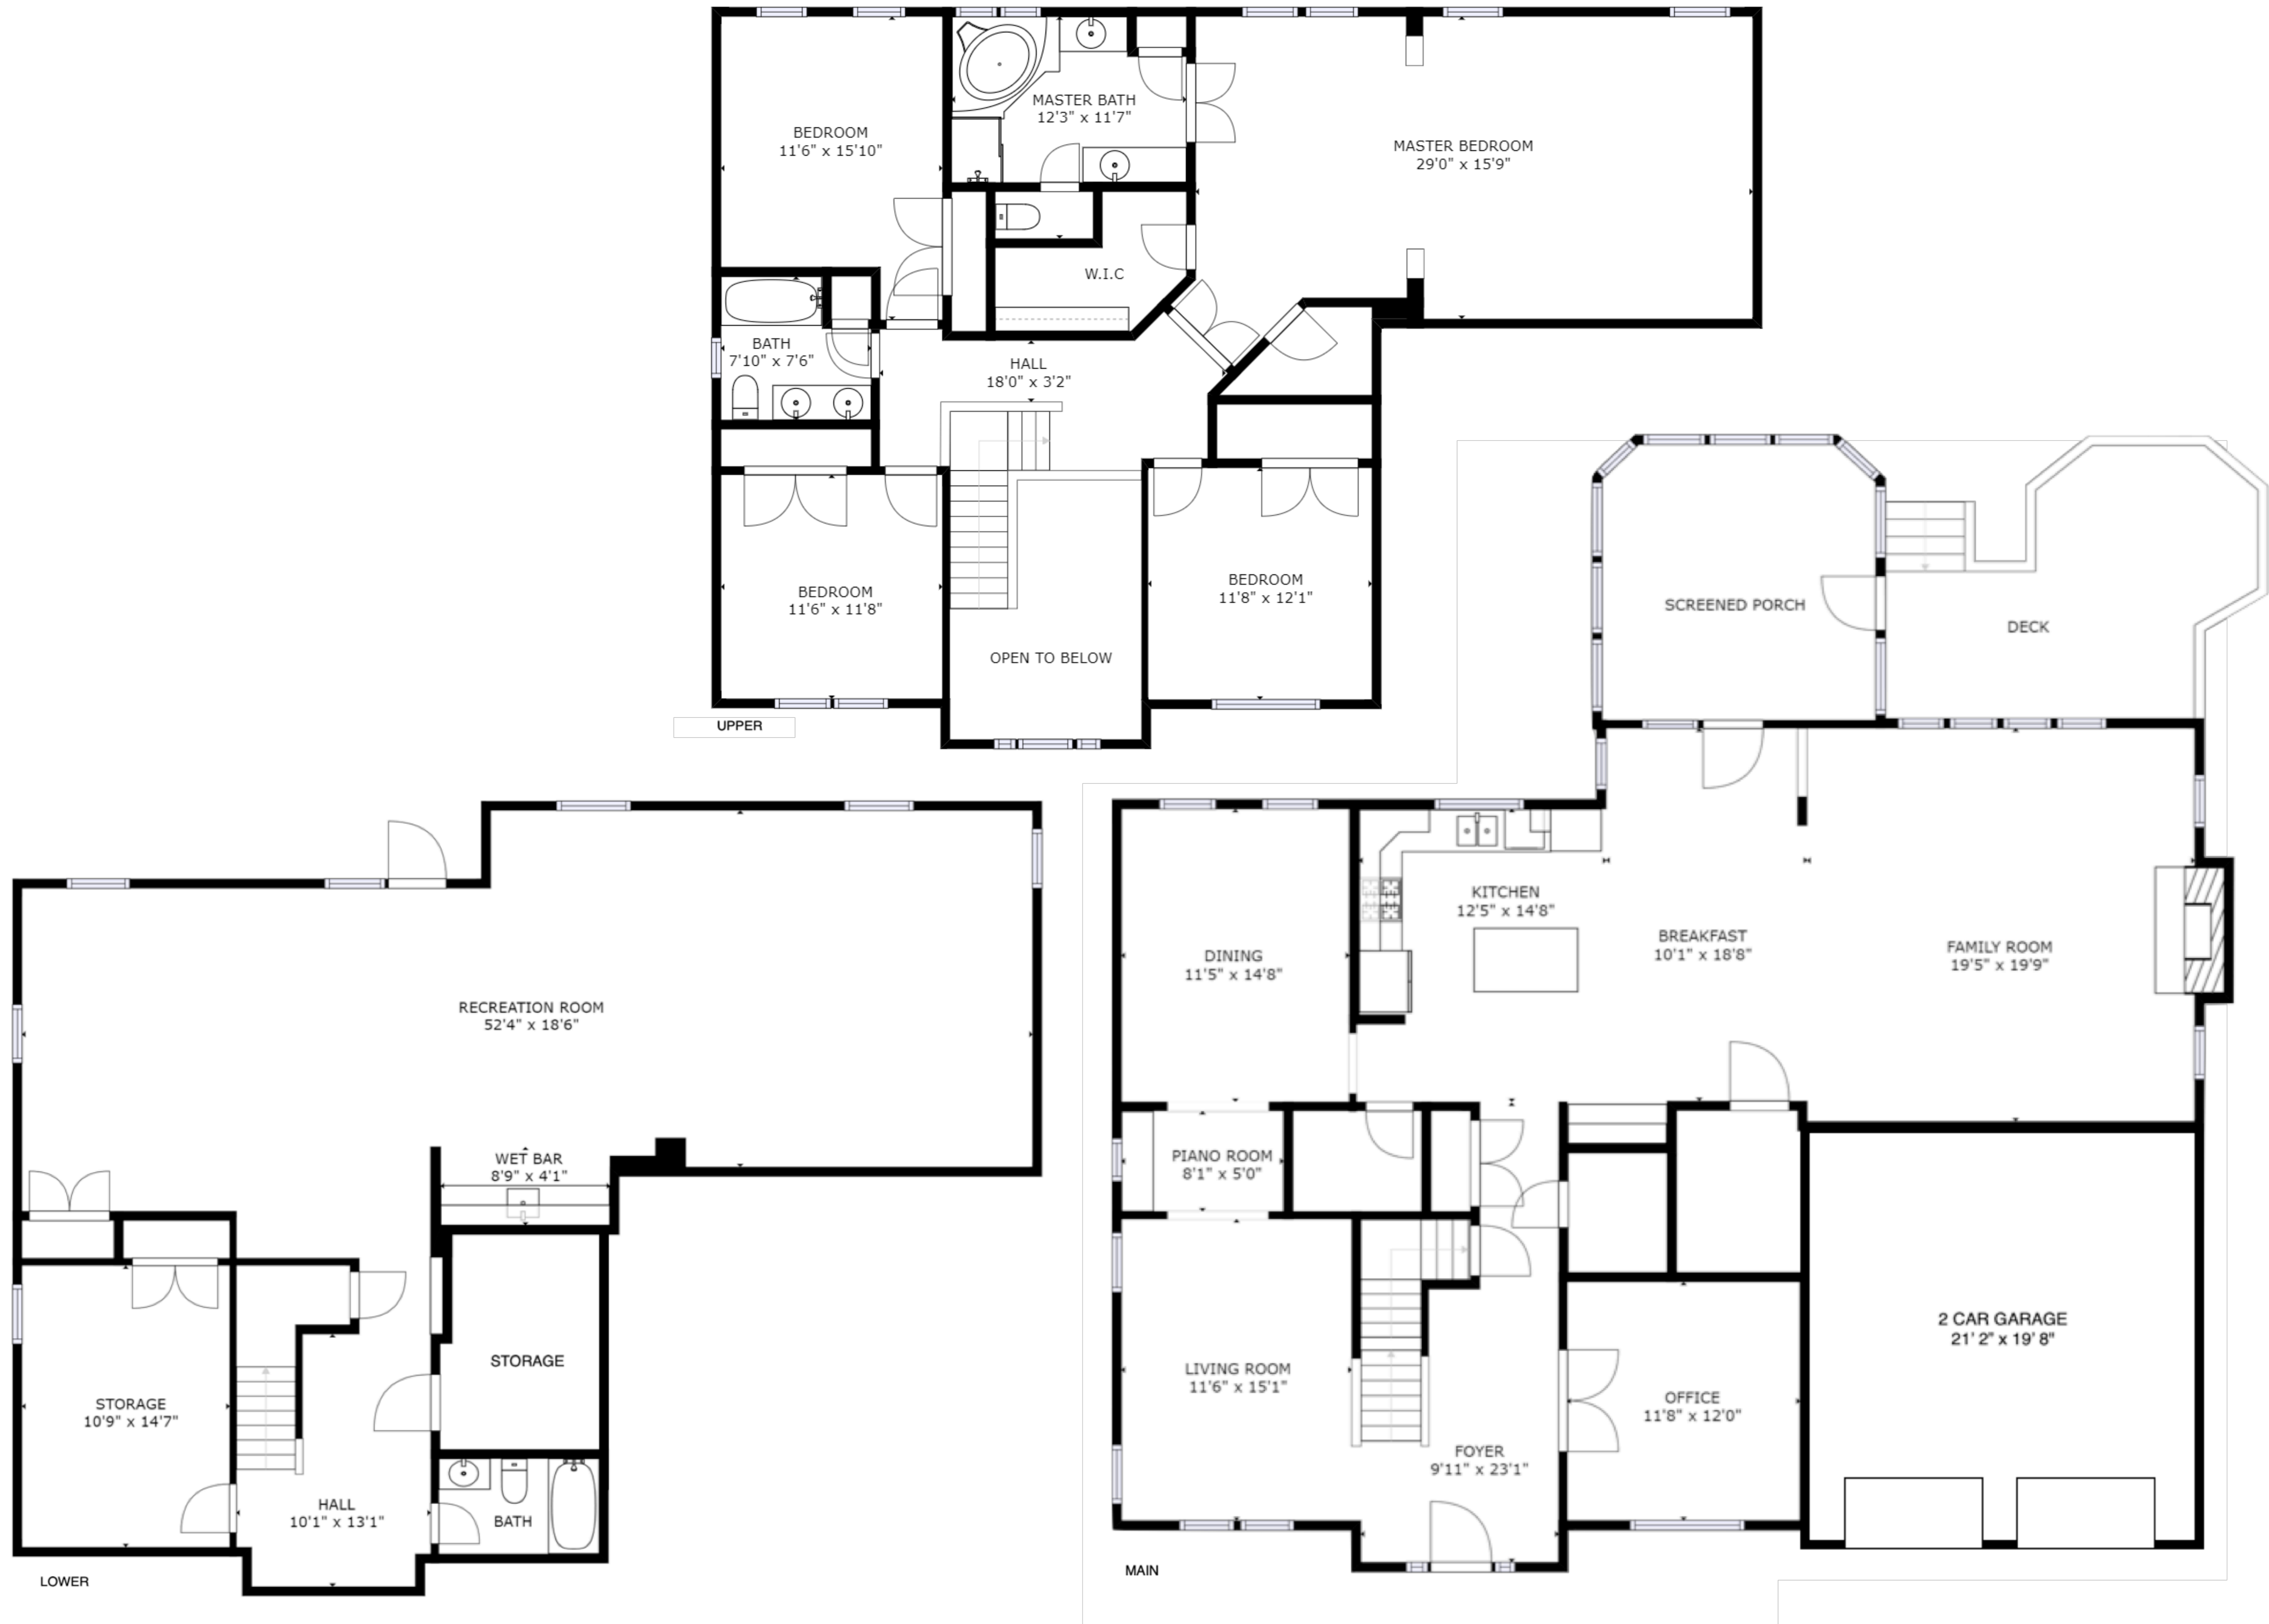 MASTER BATH
12'3" x 11'7"
BEDROOM
11'6" x 15'10"
MASTER BEDROOM
29'0" x 15'9"
W.I.C
BATH
7'10" x 7'6"
HALL
18'0" x 3'2"
BEDROOM
11'6" x 11'8"
BEDROOM
11'8" x 12'1"
OPEN TO BELOW
UPPER
SCREENED PORCH
DECK
KITCHEN
12'5" x 14'8"
BREAKFAST
10'1" x 18'8"
FAMILY ROOM
19'5" x 19'9"
DINING
11'5" x 14'8"
PIANO ROOM
8'1" x 5'0"
LIVING ROOM
11'6" x 15'1"
FOYER
9'11" x 23'1"
OFFICE
11'8" x 12'0"
2 CAR GARAGE
21' 2" x 19' 8"
MAIN
RECREATION ROOM
52'4" x 18'6"
WET BAR
8'9" x 4'1"
STORAGE
STORAGE
10'9" x 14'7"
HALL
10'1" x 13'1"
BATH
LOWER